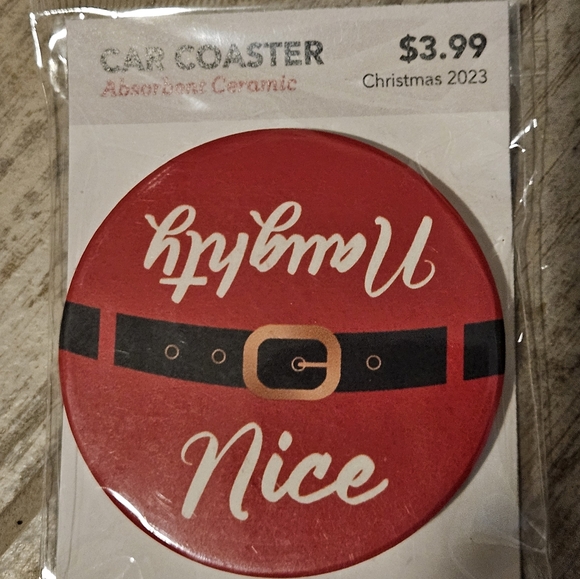 CAR COASTER
$3.99
Absorbent Ceramic
Christmas 2023
Naughty
Nice